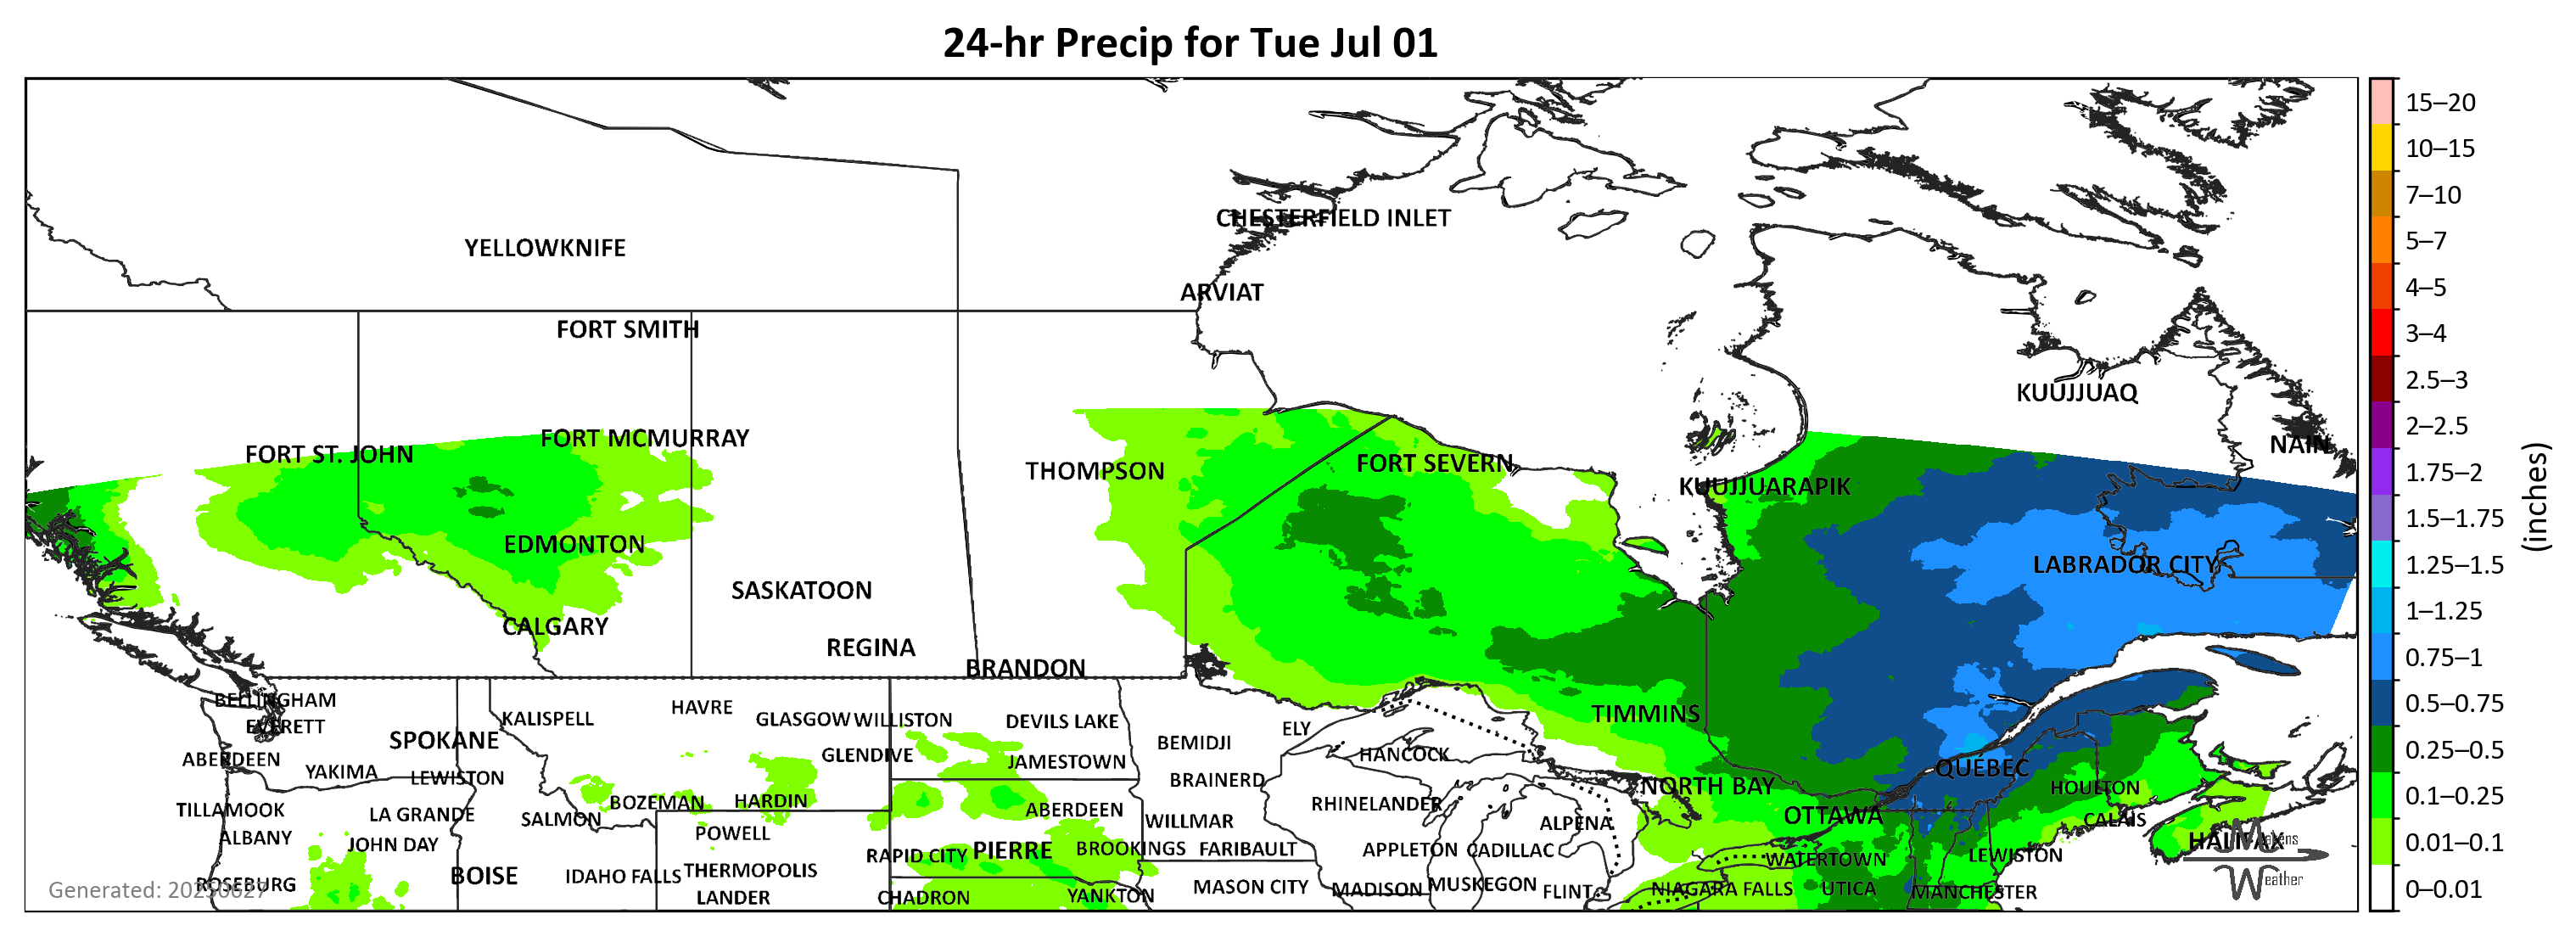 24-hr Precip for Tue Jul 01
YELLOWKNIFE
CHESTERFIELD INLET
ARVIAT
FORT SMITH
KUUJJUAQ
NAIN
FORT ST. JOHN
FORT MCMURRAY
THOMPSON
FORT SEVERN
KUUJJUARAPIK
EDMONTON
LABRADOR CITY
SASKATOON
CALGARY
REGINA
BRANDON
BELLINGHAM
EVERETT
SPOKANE
KALISPELL
HAVRE
GLASGOW
WILLISTON
DEVILS LAKE
BEMIDJI
ELY
HANCOCK
TIMMINS
ABERDEEN
YAKIMA
LEWISTON
GLENDIVE
JAMESTOWN
BRAINERD
NORTH BAY
QUÉBEC
HOULTON
TILLAMOOK
LA GRANDE
SALMON
BOZEMAN
HARDIN
ABERDEEN
WILLMAR
RHINELANDER
ALPENA
OTTAWA
CALAIS
ALBANY
JOHN DAY
POWELL
RAPID CITY
PIERRE
BROOKINGS
FARIBAULT
APPLETON
CADILLAC
WATERTOWN
LEWISTON
HALIFAX
ROSEBURG
BOISE
IDAHO FALLS
THERMOPOLIS
LANDER
CHADRON
YANKTON
MASON CITY
MADISON
MUSKEGON
FLINT
NIAGARA FALLS
UTICA
MANCHESTER
Generated: 20250627
Weather
15–20
10–15
7–10
5–7
4–5
3–4
2.5–3
2–2.5
1.75–2
1.5–1.75
1.25–1.5
1–1.25
0.75–1
0.5–0.75
0.25–0.5
0.1–0.25
0.01–0.1
0–0.01
(inches)